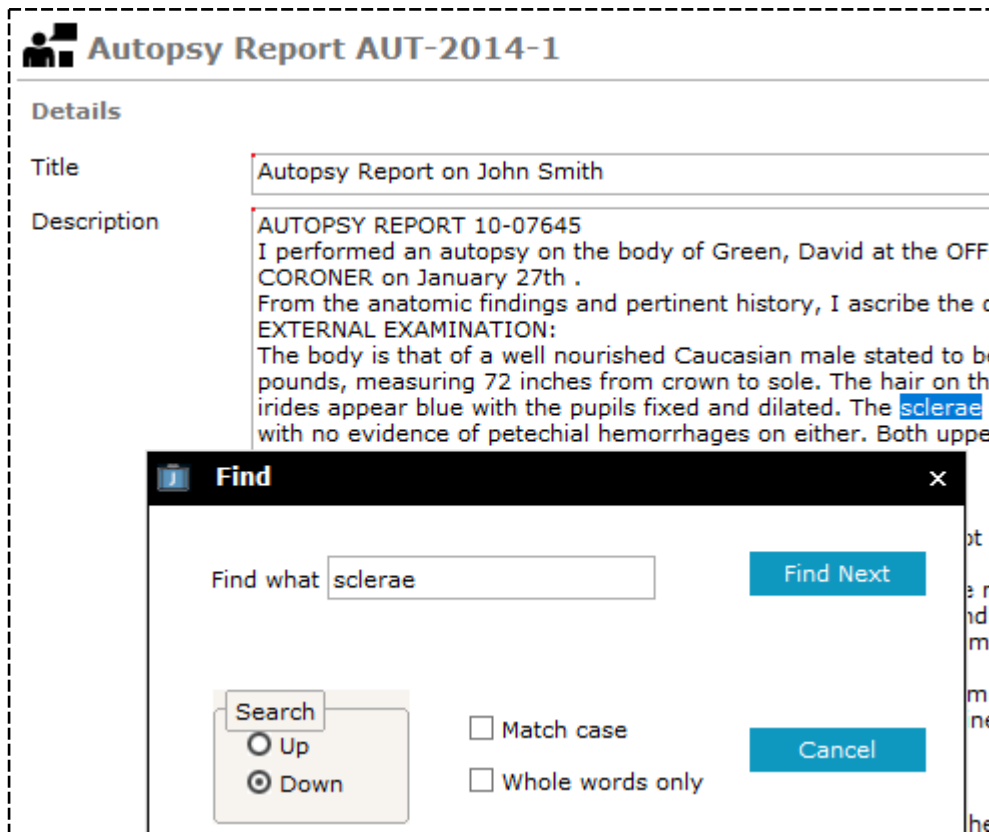 Autopsy Report AUT-2014-1
Details
Title
Autopsy Report on John Smith
Description
AUTOPSY REPORT 10-07645
I performed an autopsy on the body of Green, David at the OFF
CORONER on January 27th .
From the anatomic findings and pertinent history, I ascribe the
EXTERNAL EXAMINATION:
The body is that of a well nourished Caucasian male stated to
pounds, measuring 72 inches from crown to sole. The hair on
irides appear blue with the pupils fixed and dilated. The sclerae
with no evidence of petechial hemorrhages on either. Both uppe
Find
Find what sclerae
Find Next
Search
Up
Down
Match case
Whole words only
Cancel